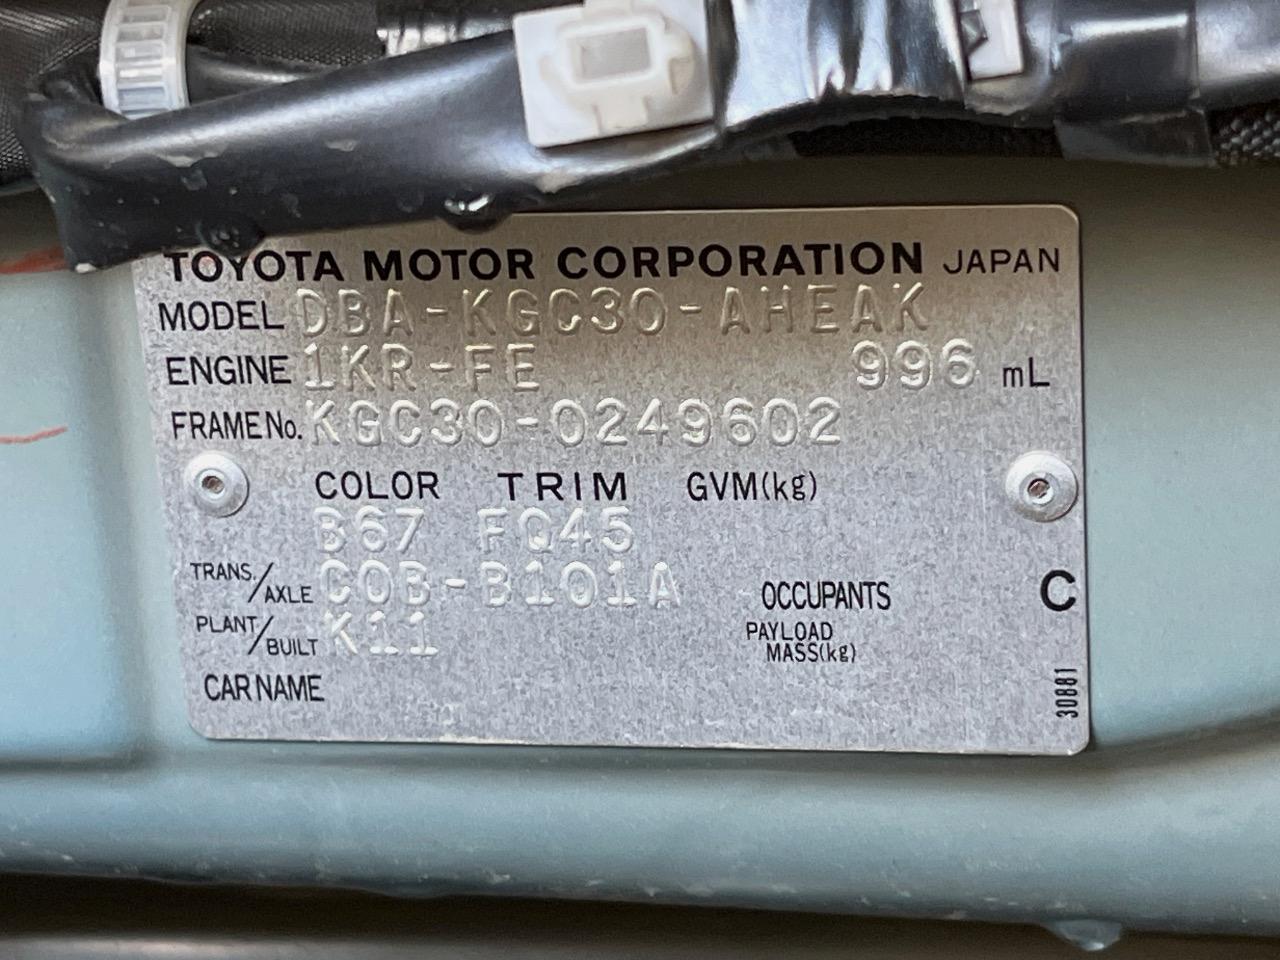 TOYOTA MOTOR CORPORATION JAPAN
MODEL DBA-KGC30-AHEAK
ENGINE 1KR-FE 996 mL
FRAME No. KGC30-0249602
COLOR TRIM GVM(kg)
B67 FQ45
TRANS./AXLE C0B-B101A
OCCUPANTS C
PLANT/BUILT K11
PAYLOAD
MASS(kg)
CAR NAME
30881